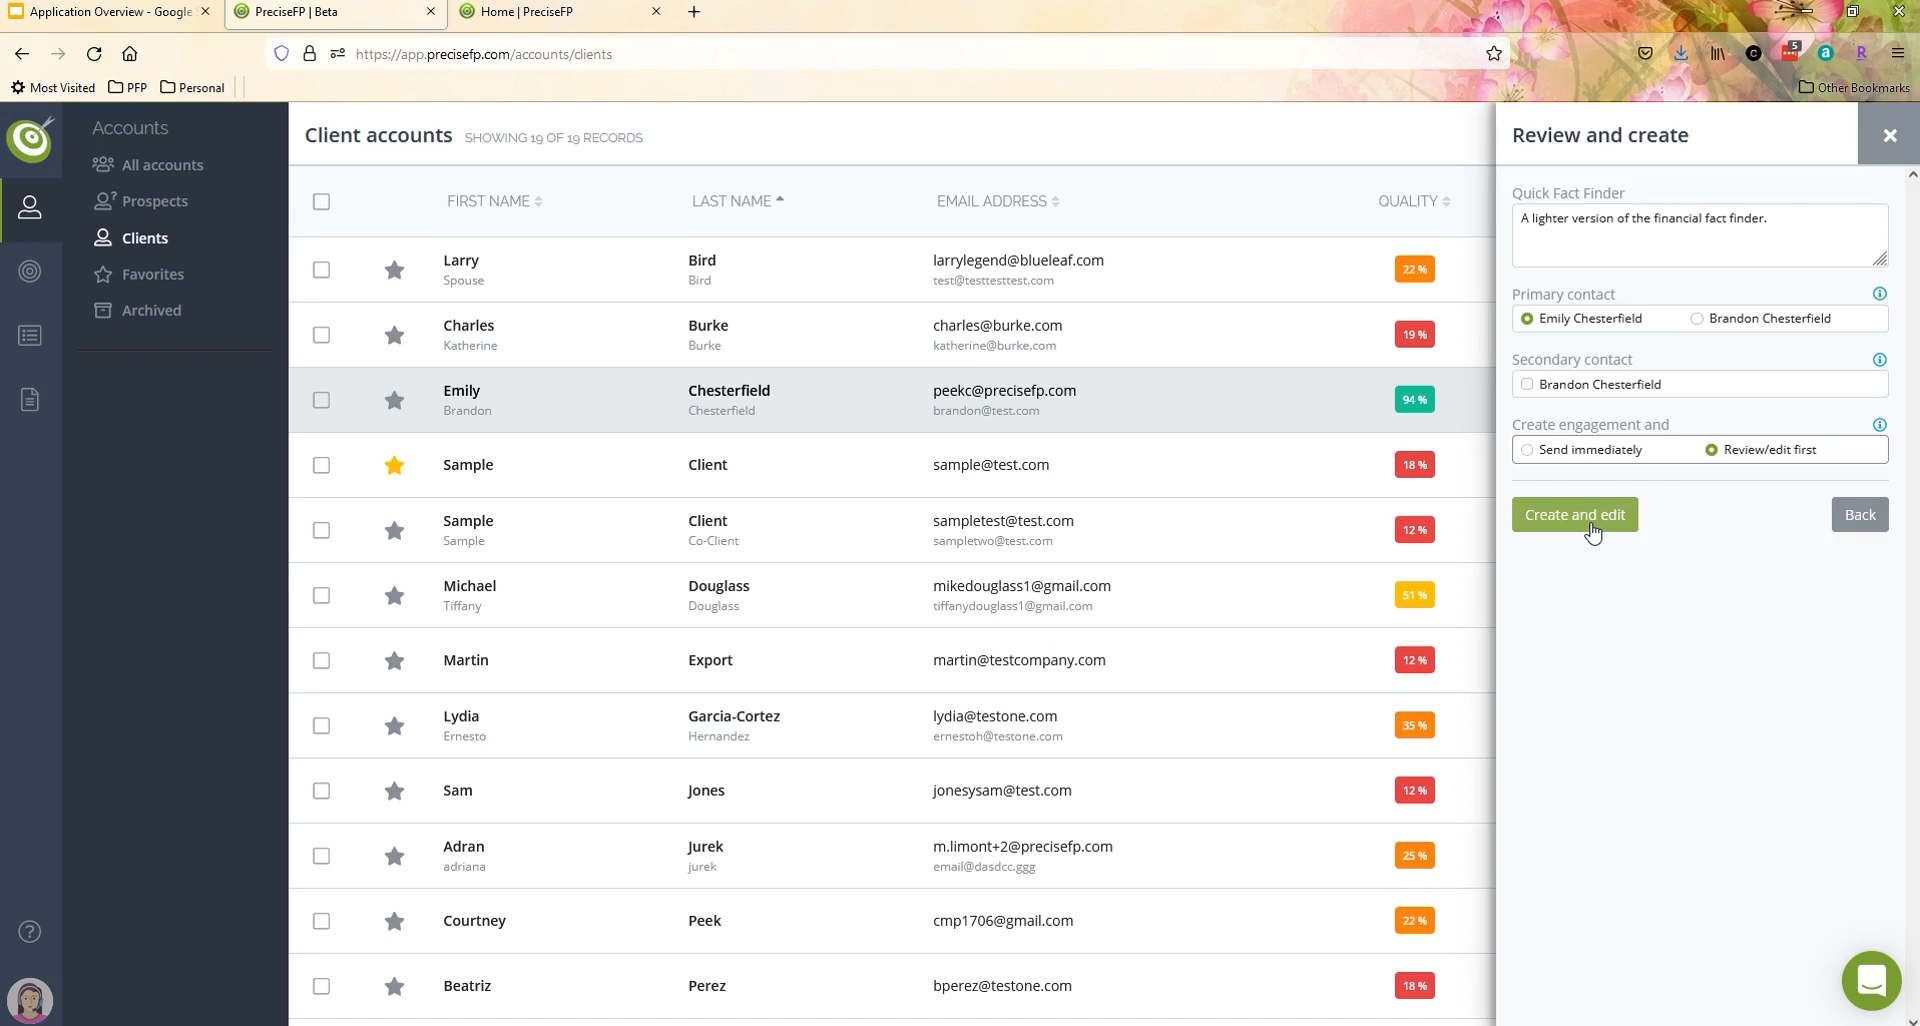 Application Overview - Google
PreciseFP | Beta
Home | PreciseFP
https://app.precisefp.com/accounts/clients
5
Most Visited
PFP
Personal
Other Bookmarks
Accounts
All accounts
Prospects
Clients
Favorites
Archived
Client accounts SHOWING 19 OF 19 RECORDS
FIRST NAME LAST NAME EMAIL ADDRESS QUALITY
Larry Bird larrylegend@blueleaf.com 22 %
Spouse Bird test@testtesttest.com
Charles Burke charles@burke.com 19 %
Katherine Burke katherine@burke.com
Emily Chesterfield peekc@precisefp.com 94 %
Brandon Chesterfield brandon@test.com
Sample Client sample@test.com 18 %
Sample Client sampletest@test.com 12 %
Sample Co-Client sampletwo@test.com
Michael Douglass mikedouglass1@gmail.com 51 %
Tiffany Douglass tiffanydouglass1@gmail.com
Martin Export martin@testcompany.com 12 %
Lydia Garcia-Cortez lydia@testone.com 35 %
Ernesto Hernandez ernestoh@testone.com
Sam Jones jonesysam@test.com 12 %
Adran Jurek m.limont+2@precisefp.com 25 %
adriana jurek email@dasdcc.ggg
Courtney Peek cmp1706@gmail.com 22 %
Beatriz Perez bperez@testone.com 18 %
Review and create
Quick Fact Finder
A lighter version of the financial fact finder.
Primary contact
Emily Chesterfield Brandon Chesterfield
Secondary contact
Brandon Chesterfield
Create engagement and
Send immediately Review/edit first
Create and edit Back